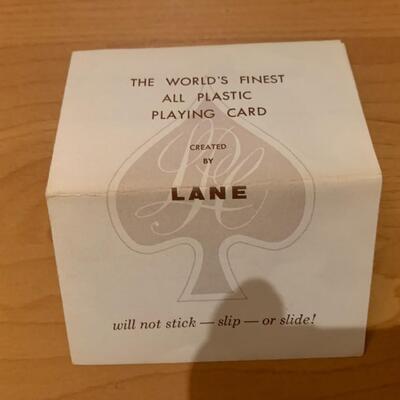 THE WORLD'S FINEST
ALL PLASTIC
PLAYING CARD
CREATED
BY
LANE
will not stick — slip — or slide!